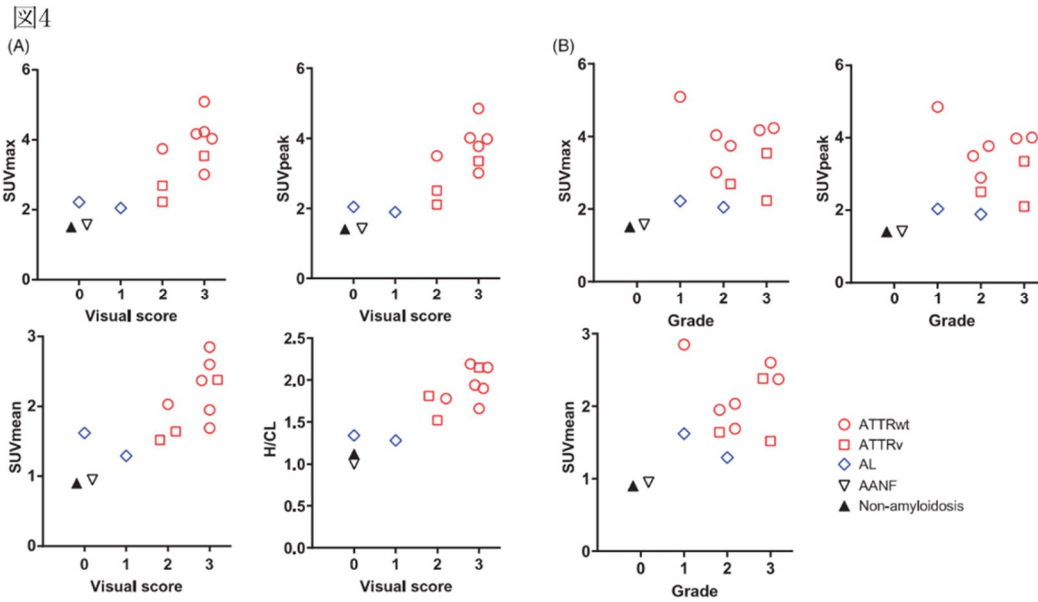 図4
(A)
6
4
2
0
SUVmax
0 1 2 3
Visual score
6
4
2
0
SUVpeak
0 1 2 3
Visual score
3
2
1
0
SUVmean
0 1 2 3
Visual score
2.5
2.0
1.5
1.0
0.5
0.0
H/CL
0 1 2 3
Visual score
(B)
6
4
2
0
SUVmax
0 1 2 3
Grade
6
4
2
0
SUVpeak
0 1 2 3
Grade
3
2
1
0
SUVmean
0 1 2 3
Grade
ATTRwt
ATTRv
AL
AANF
Non-amyloidosis